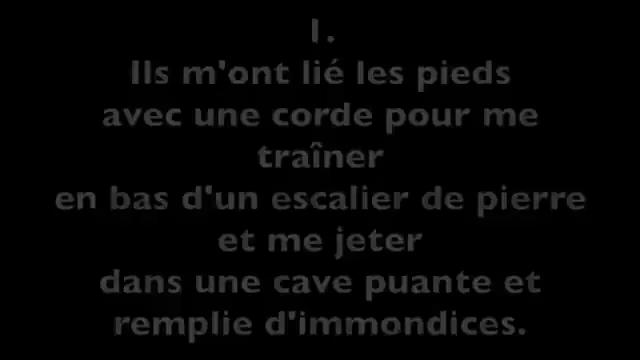 1.
Ils m'ont lié les pieds
avec une corde pour me
traîner
en bas d'un escalier de pierre
et me jeter
dans une cave puante et
remplie d'immondices.